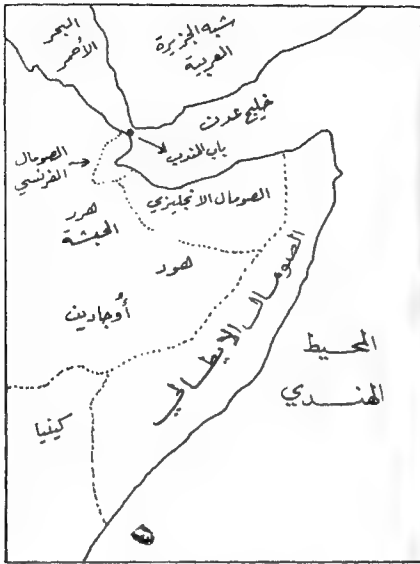 البحر
الأحمر
شبه الجزيرة
العربية
خليج عدن
باب المندب
الصومال
الفرنسي
الصومال الانجليزي
هرر
الحبشة
هود
أوجادين
الصومال الايطالي
المحيط
الهندي
كينيا